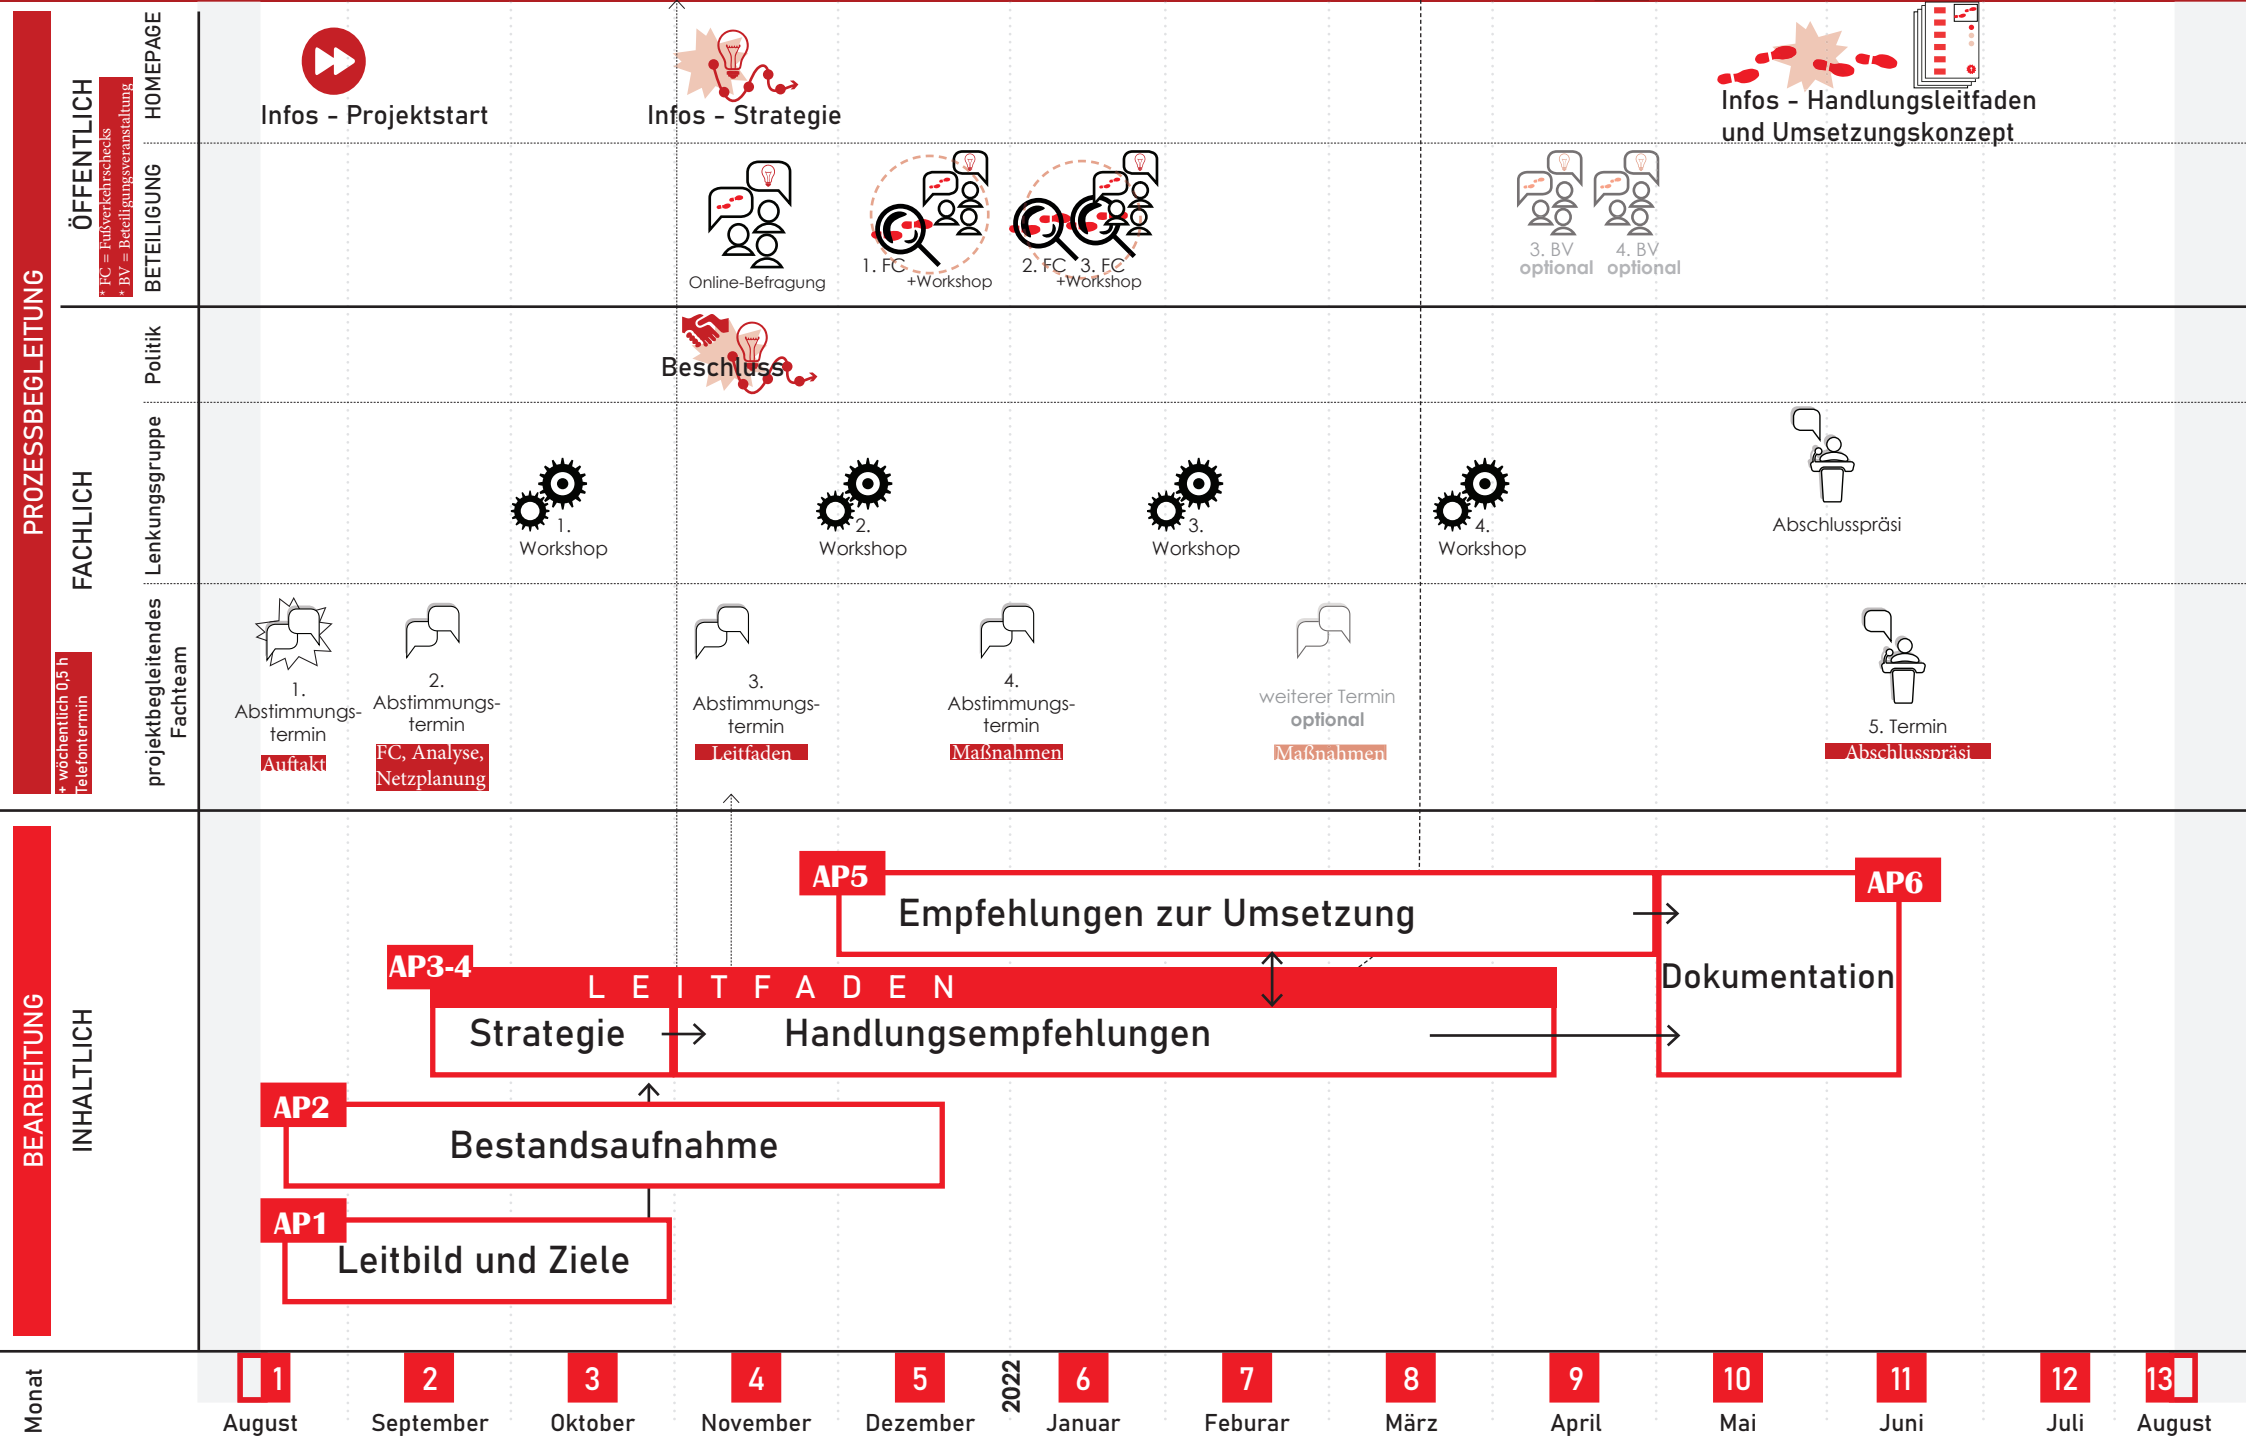 PROZESSBEGLEITUNG
ÖFFENTLICH
* FC = Fußverkehrschecks
* BV = Beteiligungsveranstaltung
HOMEPAGE
Infos - Projektstart
Infos - Strategie
Infos - Handlungsleitfaden
und Umsetzungskonzept
BETEILIGUNG
Online-Befragung
1. FC
+Workshop
2. FC 3. FC
+Workshop
3. BV
optional
4. BV
optional
FACHLICH
Politik
Beschluss
Lenkungsgruppe
1.
Workshop
2.
Workshop
3.
Workshop
4.
Workshop
Abschlusspräsi
+ wöchentlich 0,5 h
Telefontermin
projektbegleitendes
Fachteam
1.
Abstimmungs-
termin
Auftakt
2.
Abstimmungs-
termin
FC, Analyse,
Netzplanung
3.
Abstimmungs-
termin
Leitfaden
4.
Abstimmungs-
termin
Maßnahmen
weiterer Termin
optional
Maßnahmen
5. Termin
Abschlusspräsi
BEARBEITUNG
INHALTLICH
AP5
Empfehlungen zur Umsetzung
AP6
Dokumentation
AP3-4
LEITFADEN
Strategie
Handlungsempfehlungen
AP2
Bestandsaufnahme
AP1
Leitbild und Ziele
Monat
1 2 3 4 5 2022 6 7 8 9 10 11 12 13
August September Oktober November Dezember Januar Feburar März April Mai Juni Juli August